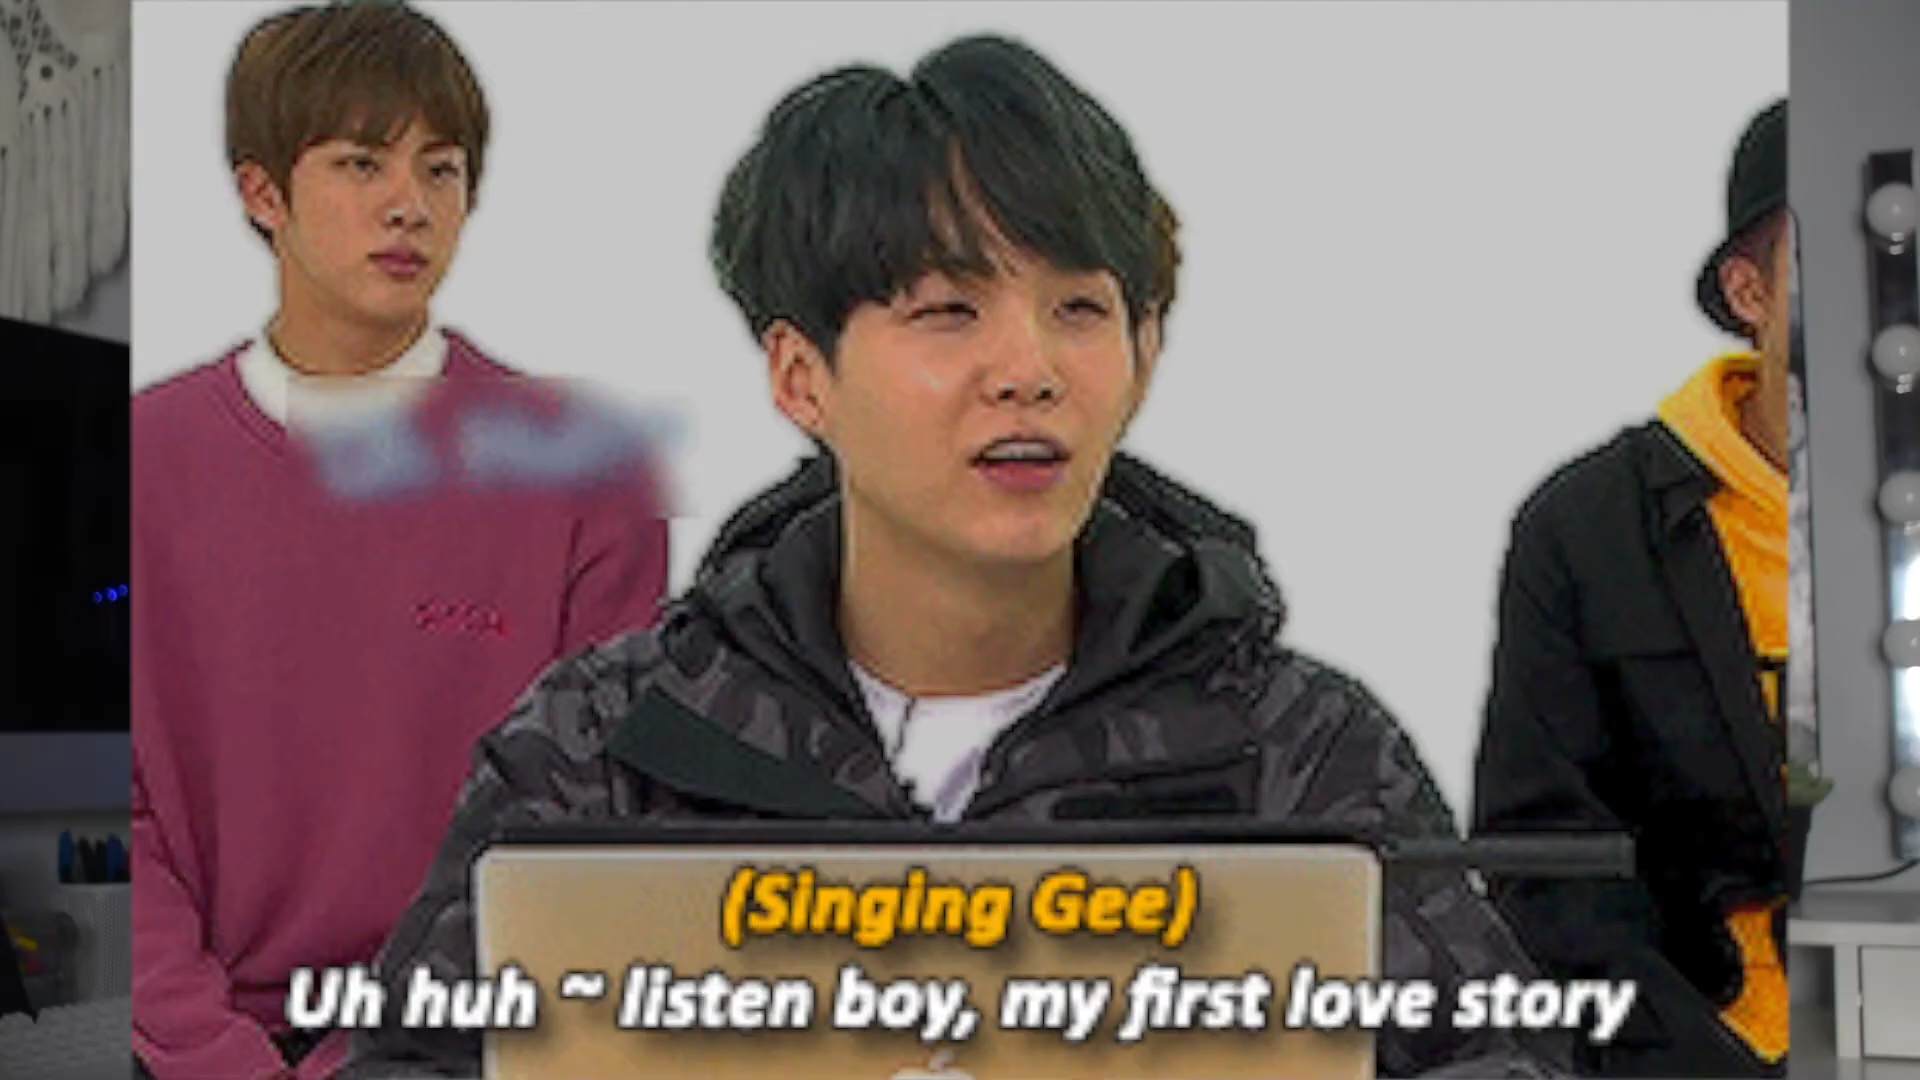 (Singing Gee)
Uh huh ~ listen boy, my first love story